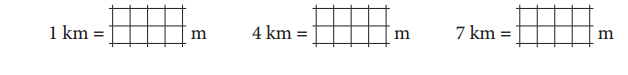 1 km = m 4 km = m 7 km = m